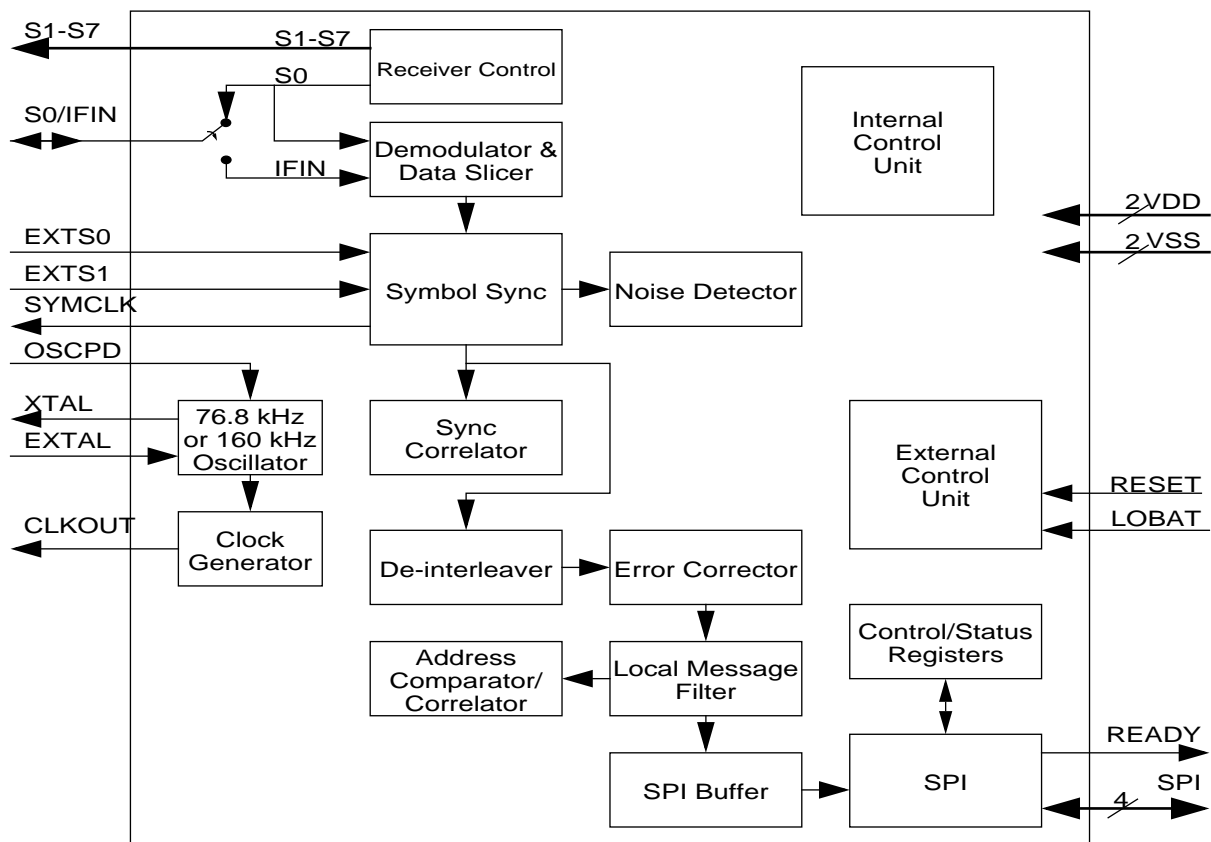 S1-S7
S1-S7
S0
Receiver Control
S0/IFIN
IFIN
Demodulator &
Data Slicer
Internal
Control
Unit
2 VDD
2 VSS
EXTS0
EXTS1
SYMCLK
Symbol Sync
Noise Detector
OSCPD
XTAL
EXTAL
76.8 kHz
or 160 kHz
Oscillator
Sync
Correlator
External
Control
Unit
RESET
LOBAT
CLKOUT
Clock
Generator
De-interleaver
Error Corrector
Address
Comparator/
Correlator
Local Message
Filter
Control/Status
Registers
SPI Buffer
SPI
READY
4
SPI